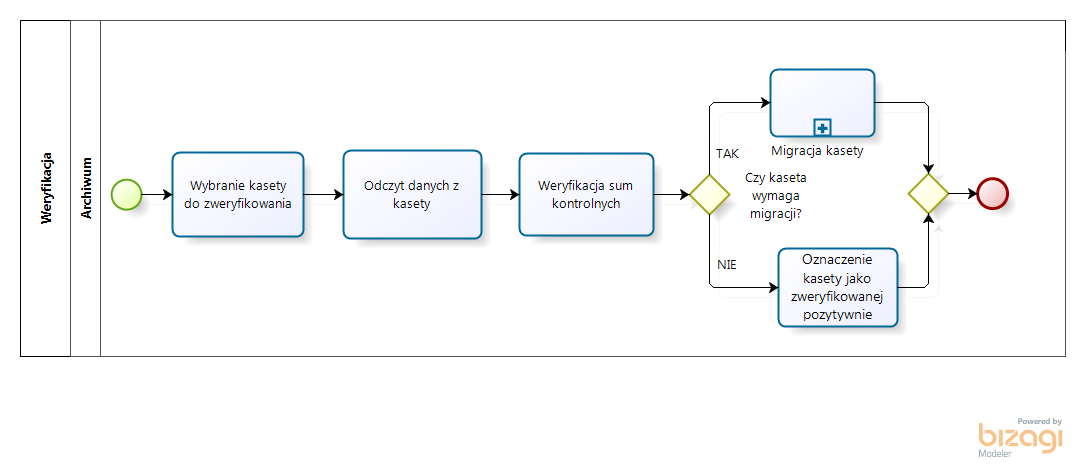 Weryfikacja
Archiwum
Wybranie kasety
do zweryfikowania
Odczyt danych z
kasety
Weryfikacja sum
kontrolnych
TAK
Migracja kasety
Czy kaseta
wymaga
migracji?
NIE
Oznaczenie
kasety jako
zweryfikowanej
pozytywnie
Powered by
bizagi
Modeler